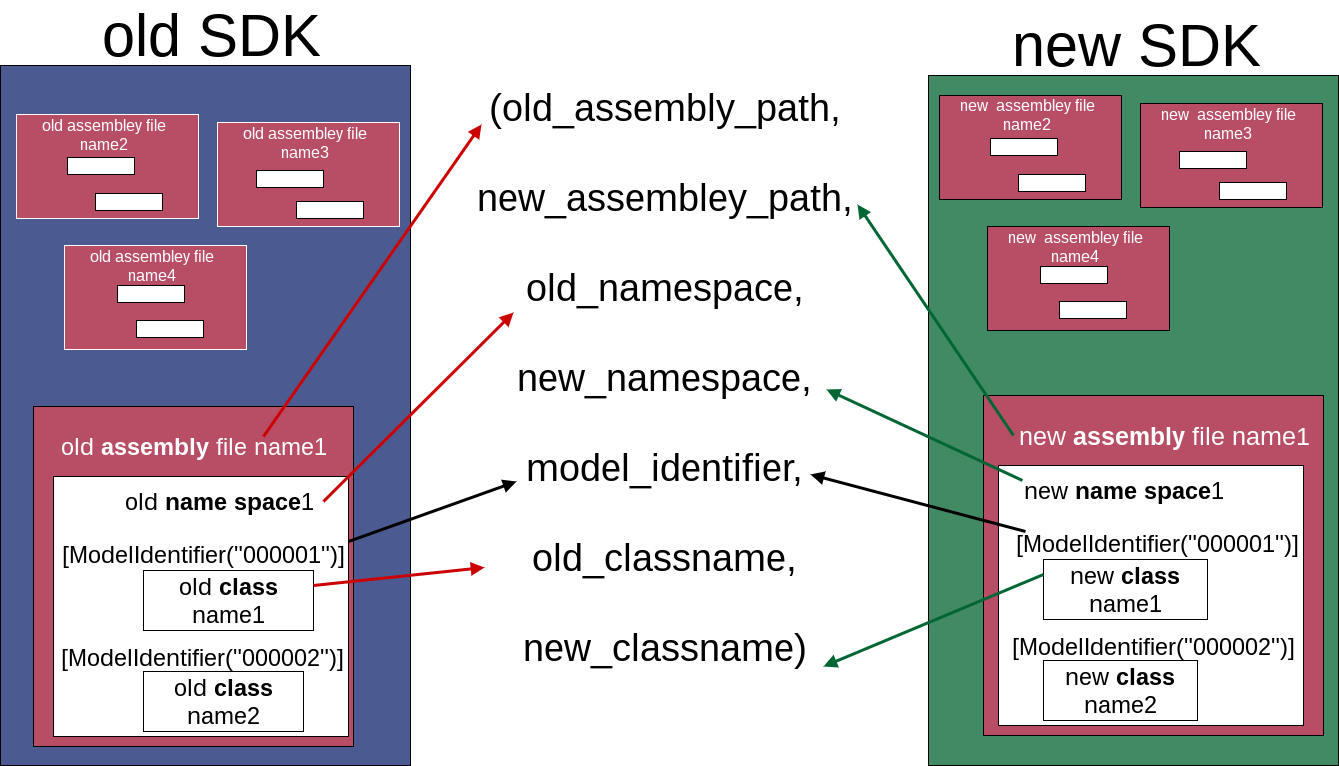 old SDK
old assembley file
name2
old assembley file
name3
old assembley file
name4
old assembly file name1
old name space1
[ModelIdentifier("000001")]
old class
name1
[ModelIdentifier("000002")]
old class
name2
(old_assembly_path,
new_assembley_path,
old_namespace,
new_namespace,
model_identifier,
old_classname,
new_classname)
new SDK
new  assembley file
name2
new  assembley file
name3
new  assembley file
name4
new assembly file name1
new name space1
[ModelIdentifier("000001")]
new class
name1
[ModelIdentifier("000002")]
new class
name2